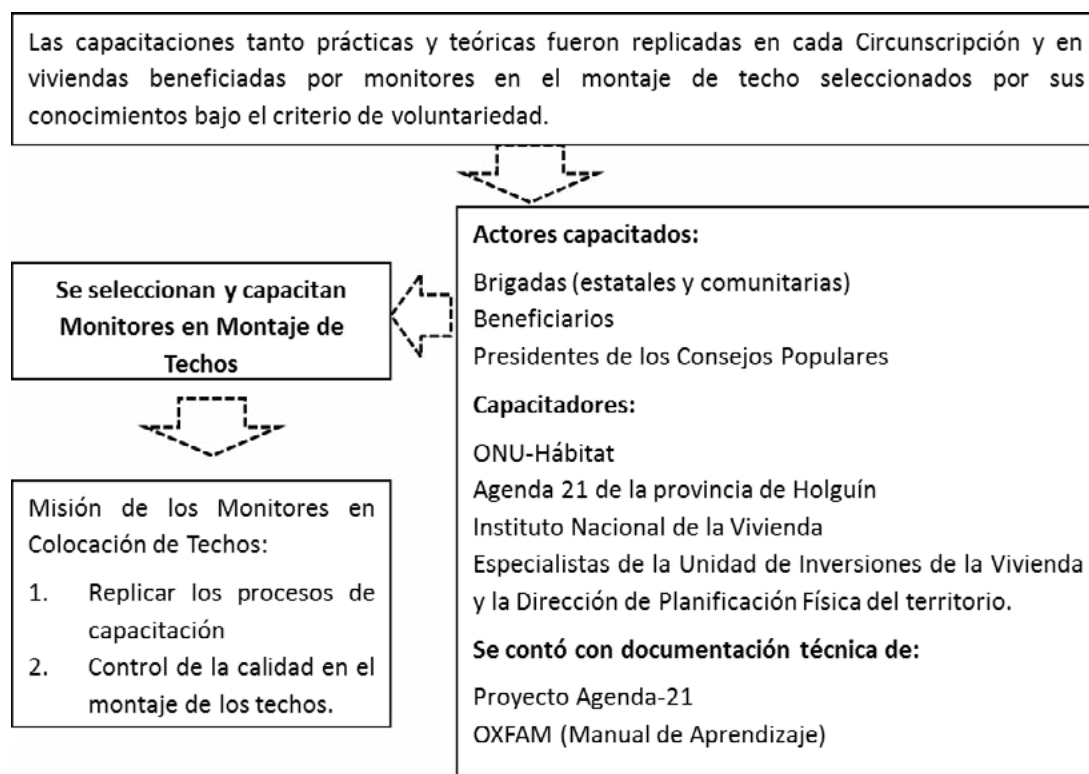 Las capacitaciones tanto prácticas y teóricas fueron replicadas en cada Circunscripción y en
viviendas beneficiadas por monitores en el montaje de techo seleccionados por sus
conocimientos bajo el criterio de voluntariedad.
Actores capacitados:
Brigadas (estatales y comunitarias)
Beneficiarios
Presidentes de los Consejos Populares
Capacitadores:
ONU-Hábitat
Agenda 21 de la provincia de Holguín
Instituto Nacional de la Vivienda
Especialistas de la Unidad de Inversiones de la Vivienda
y la Dirección de Planificación Física del territorio.
Se contó con documentación técnica de:
Proyecto Agenda-21
OXFAM (Manual de Aprendizaje)
Se seleccionan y capacitan
Monitores en Montaje de
Techos
Misión de los Monitores en
Colocación de Techos:
1. Replicar los procesos de
capacitación
2. Control de la calidad en el
montaje de los techos.